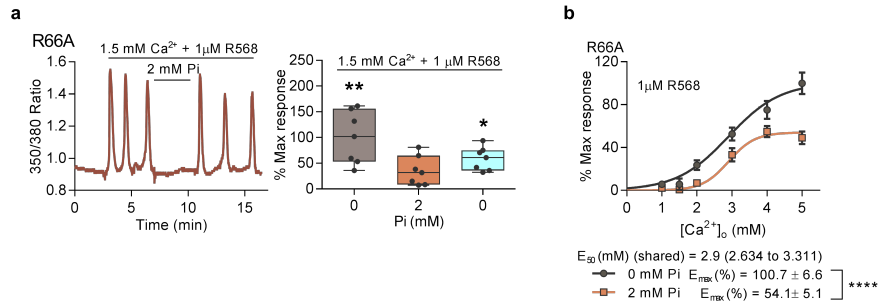 a
R66A
1.5 mM Ca²⁺ + 1µM R568
2 mM Pi
350/380 Ratio
1.6
1.4
1.2
1.0
0.8
0 5 10 15
Time (min)
1.5 mM Ca²⁺ + 1 µM R568
% Max response
250
200
150
100
50
0
**
*
0 2 0
Pi (mM)
b
R66A
1µM R568
% Max response
120
80
40
0
0 1 2 3 4 5
[Ca²⁺]o (mM)
E50 (mM) (shared) = 2.9 (2.634 to 3.311)
0 mM Pi Emax (%) = 100.7 ± 6.6
2 mM Pi Emax (%) = 54.1 ± 5.1
****